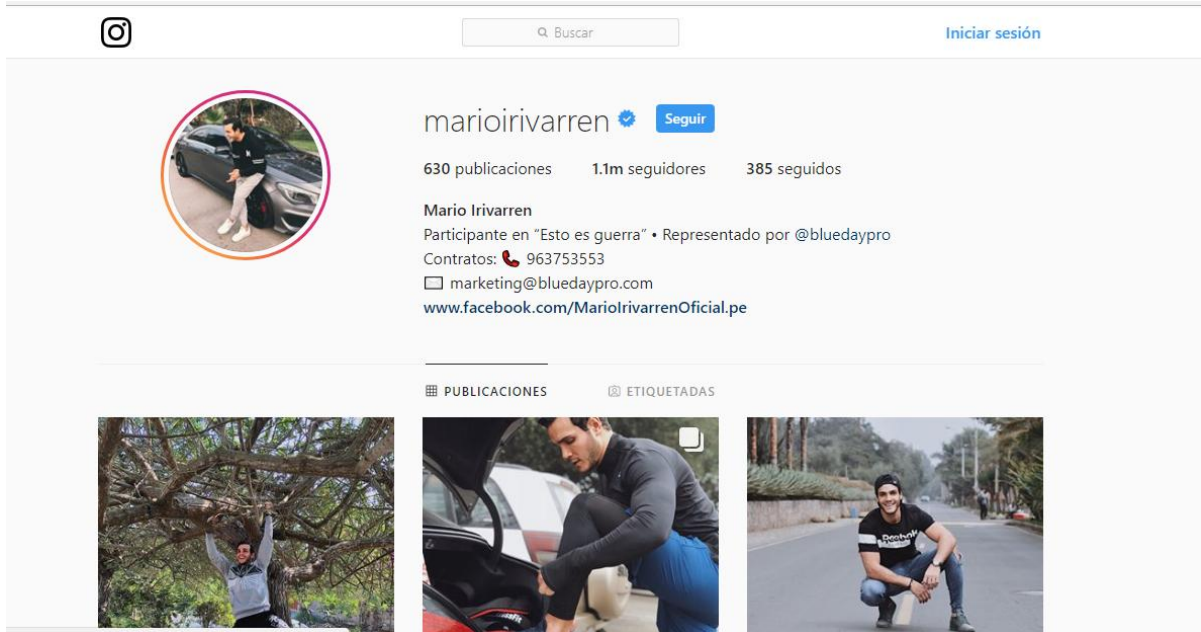 Buscar
Iniciar sesión
marioirivarren Seguir
630 publicaciones 1.1m seguidores 385 seguidos
Mario Irivarren
Participante en “Esto es guerra” • Representado por @bluedaypro
Contratos: 📞 963753553
marketing@bluedaypro.com
www.facebook.com/MarioIrivarrenOficial.pe
PUBLICACIONES ETIQUETADAS
Reebok